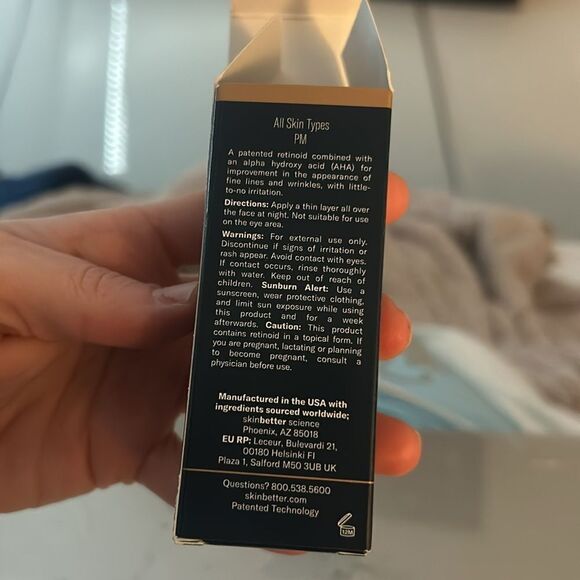 All Skin Types
PM
A patented retinoid combined with
an alpha hydroxy acid (AHA) for
improvement in the appearance of
fine lines and wrinkles, with little-
to-no irritation.
Directions: Apply a thin layer all over
the face at night. Not suitable for use
on the eye area.
Warnings: For external use only.
Discontinue if signs of irritation or
rash appear. Avoid contact with eyes.
If contact occurs, rinse thoroughly
with water. Keep out of reach of
children. Sunburn Alert: Use a
sunscreen, wear protective clothing,
and limit sun exposure while using
this product and for a week
afterwards. Caution: This product
contains retinoid in a topical form. If
you are pregnant, lactating or planning
to become pregnant, consult a
physician before use.
Manufactured in the USA with
ingredients sourced worldwide;
skinbetter science
Phoenix, AZ 85018
EU RP: Leceur, Bulevardi 21,
00180 Helsinki FI
Plaza 1, Salford M50 3UB UK
Questions? 800.538.5600
skinbetter.com
Patented Technology
12M